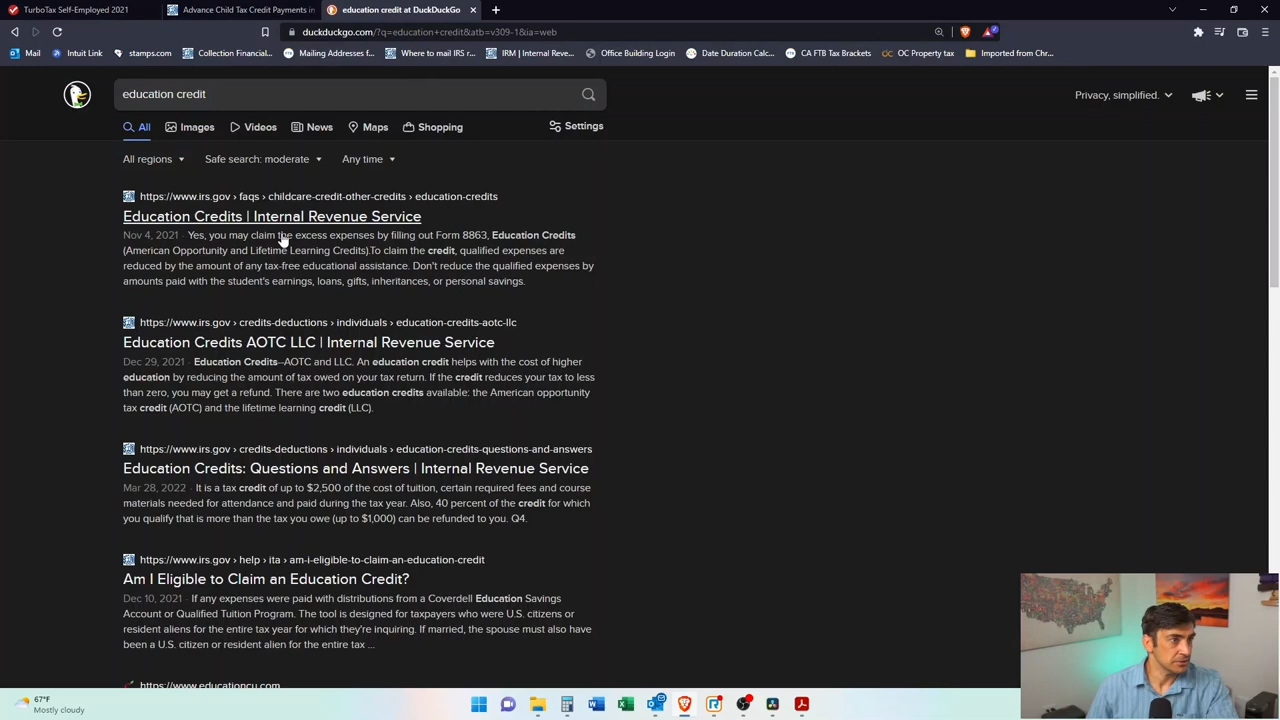 TurboTax Self-Employed 2021
Advance Child Tax Credit Payments in
education credit at DuckDuckGo
duckduckgo.com/?q=education+credit&atb=v309-1&ia=web
Mail
Intuit Link
stamps.com
Collection Financial...
Mailing Addresses f...
Where to mail IRS r...
IRM | Internal Reve...
Office Building Login
Date Duration Calc...
CA FTB Tax Brackets
OC Property tax
Imported from Chr...
education credit
Privacy, simplified.
All
Images
Videos
News
Maps
Shopping
Settings
All regions
Safe search: moderate
Any time
https://www.irs.gov › faqs › childcare-credit-other-credits › education-credits
Education Credits | Internal Revenue Service
Nov 4, 2021 · Yes, you may claim the excess expenses by filling out Form 8863, Education Credits
(American Opportunity and Lifetime Learning Credits).To claim the credit, qualified expenses are
reduced by the amount of any tax-free educational assistance. Don't reduce the qualified expenses by
amounts paid with the student's earnings, loans, gifts, inheritances, or personal savings.
https://www.irs.gov › credits-deductions › individuals › education-credits-aotc-llc
Education Credits AOTC LLC | Internal Revenue Service
Dec 29, 2021 · Education Credits--AOTC and LLC. An education credit helps with the cost of higher
education by reducing the amount of tax owed on your tax return. If the credit reduces your tax to less
than zero, you may get a refund. There are two education credits available: the American opportunity
tax credit (AOTC) and the lifetime learning credit (LLC).
https://www.irs.gov › credits-deductions › individuals › education-credits-questions-and-answers
Education Credits: Questions and Answers | Internal Revenue Service
Mar 28, 2022 · It is a tax credit of up to $2,500 of the cost of tuition, certain required fees and course
materials needed for attendance and paid during the tax year. Also, 40 percent of the credit for which
you qualify that is more than the tax you owe (up to $1,000) can be refunded to you. Q4.
https://www.irs.gov › help › ita › am-i-eligible-to-claim-an-education-credit
Am I Eligible to Claim an Education Credit?
Dec 10, 2021 · If any expenses were paid with distributions from a Coverdell Education Savings
Account or Qualified Tuition Program. The tool is designed for taxpayers who were U.S. citizens or
resident aliens for the entire tax year for which they're inquiring. If married, the spouse must also have
been a U.S. citizen or resident alien for the entire tax ...
https://www.educationcu.com
67°F
Mostly cloudy